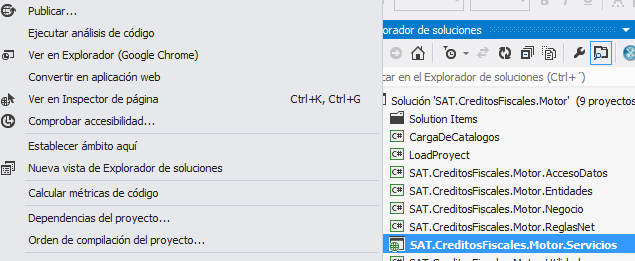 Publicar...
Ejecutar análisis de código
Ver en Explorador (Google Chrome)
Convertir en aplicación web
Ver en Inspector de página Ctrl+K, Ctrl+G
Comprobar accesibilidad...
Establecer ámbito aquí
Nueva vista de Explorador de soluciones
Calcular métricas de código
Dependencias del proyecto...
Orden de compilación del proyecto...
plorador de soluciones
car en el Explorador de soluciones (Ctrl+´)
Solución 'SAT.CreditosFiscales.Motor' (9 proyectos
Solution Items
CargaDeCatalogos
LoadProyect
SAT.CreditosFiscales.Motor.AccesoDatos
SAT.CreditosFiscales.Motor.Entidades
SAT.CreditosFiscales.Motor.Negocio
SAT.CreditosFiscales.Motor.ReglasNet
SAT.CreditosFiscales.Motor.Servicios